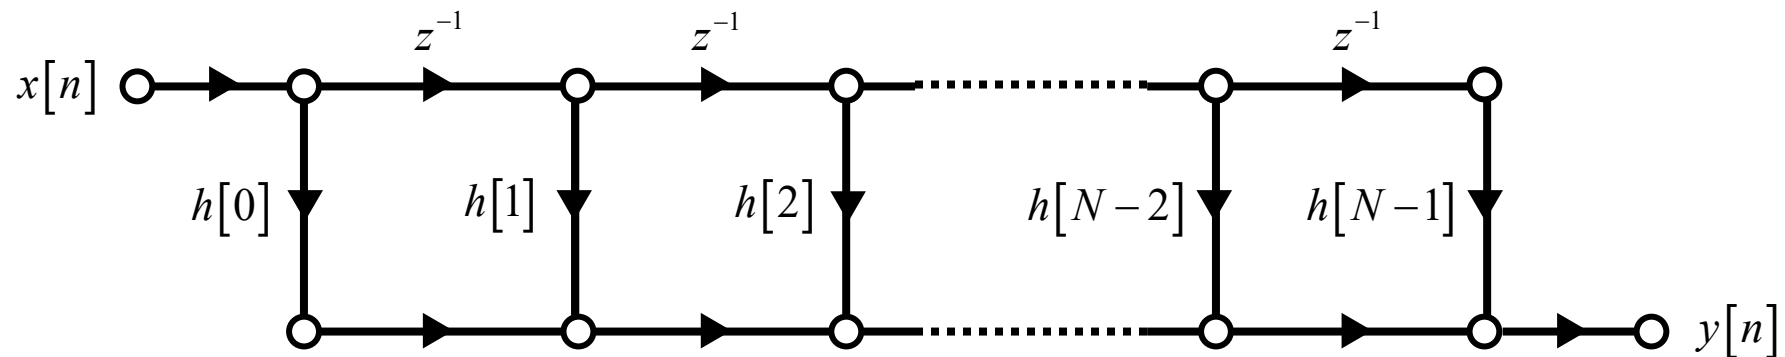 z⁻¹ z⁻¹ z⁻¹
x[n]
h[0] h[1] h[2] h[N−2] h[N−1]
y[n]